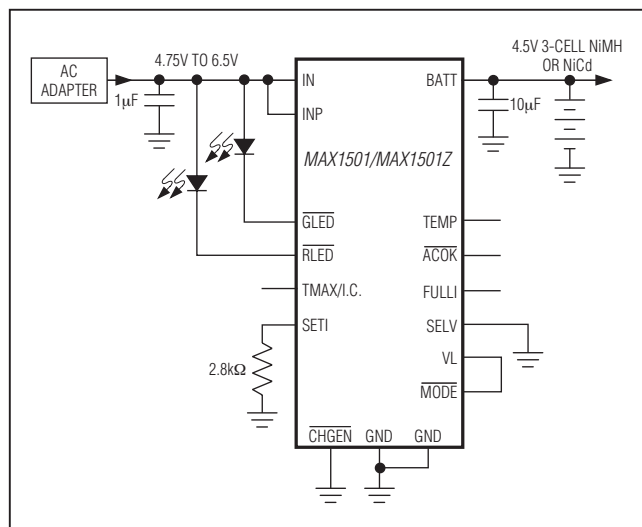 AC
ADAPTER
4.75V TO 6.5V
1μF
IN
INP
BATT
4.5V 3-CELL NiMH
OR NiCd
10μF
MAX1501/MAX1501Z
GLED
RLED
TMAX/I.C.
SETI
2.8kΩ
TEMP
ACOK
FULLI
SELV
VL
MODE
CHGEN
GND
GND